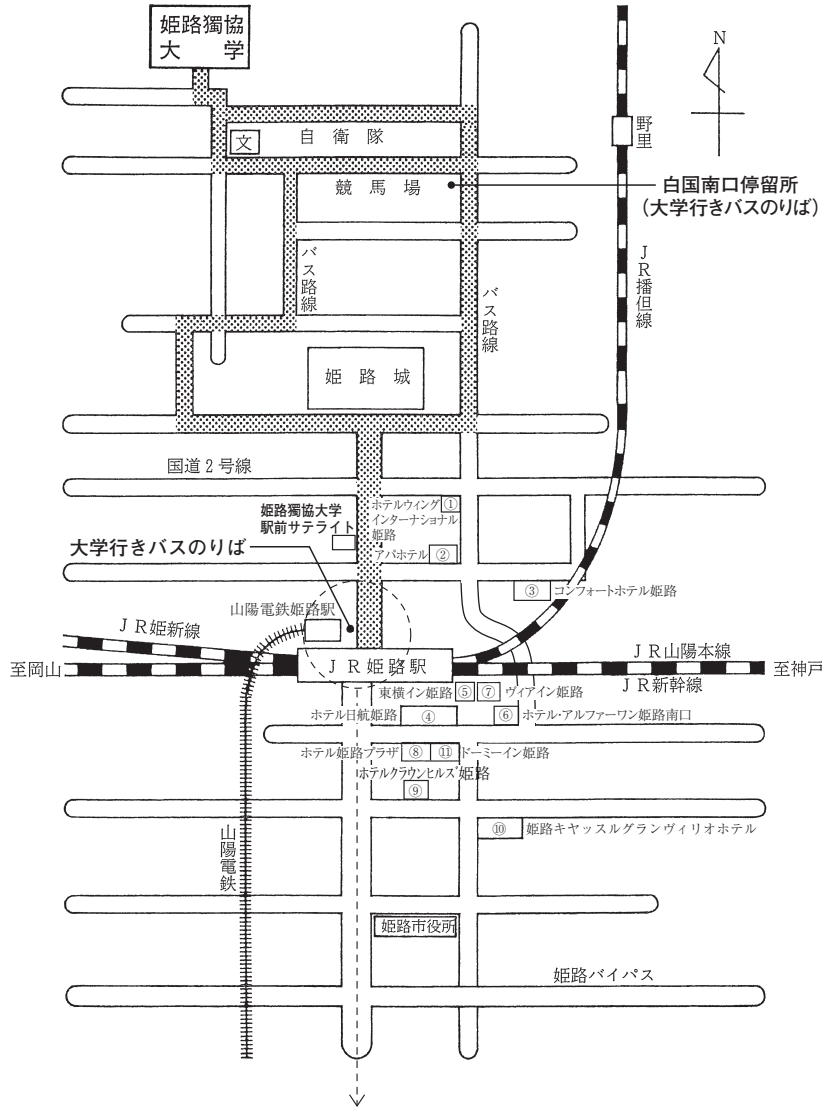 姫路獨協
大学
N
野里
文
自衛隊
競馬場
白国南口停留所
(大学行きバスのりば)
バス路線
バス路線
JR播但線
姫路城
国道2号線
姫路獨協大学
駅前サテライト
ホテルウィング ①
インターナショナル
姫路
アパホテル ②
大学行きバスのりば
③ コンフォートホテル姫路
山陽電鉄姫路駅
JR姫新線
至岡山
JR姫路駅
JR山陽本線
JR新幹線
至神戸
東横イン姫路 ⑤
⑦ ヴィアイン姫路
ホテル日航姫路 ④
⑥ ホテル・アルファーワン姫路南口
ホテル姫路プラザ ⑧
⑪ ドーミーイン姫路
ホテルクラウンヒルズ姫路
⑨
⑩ 姫路キヤッスルグランヴィリオホテル
山陽電鉄
姫路市役所
姫路バイパス